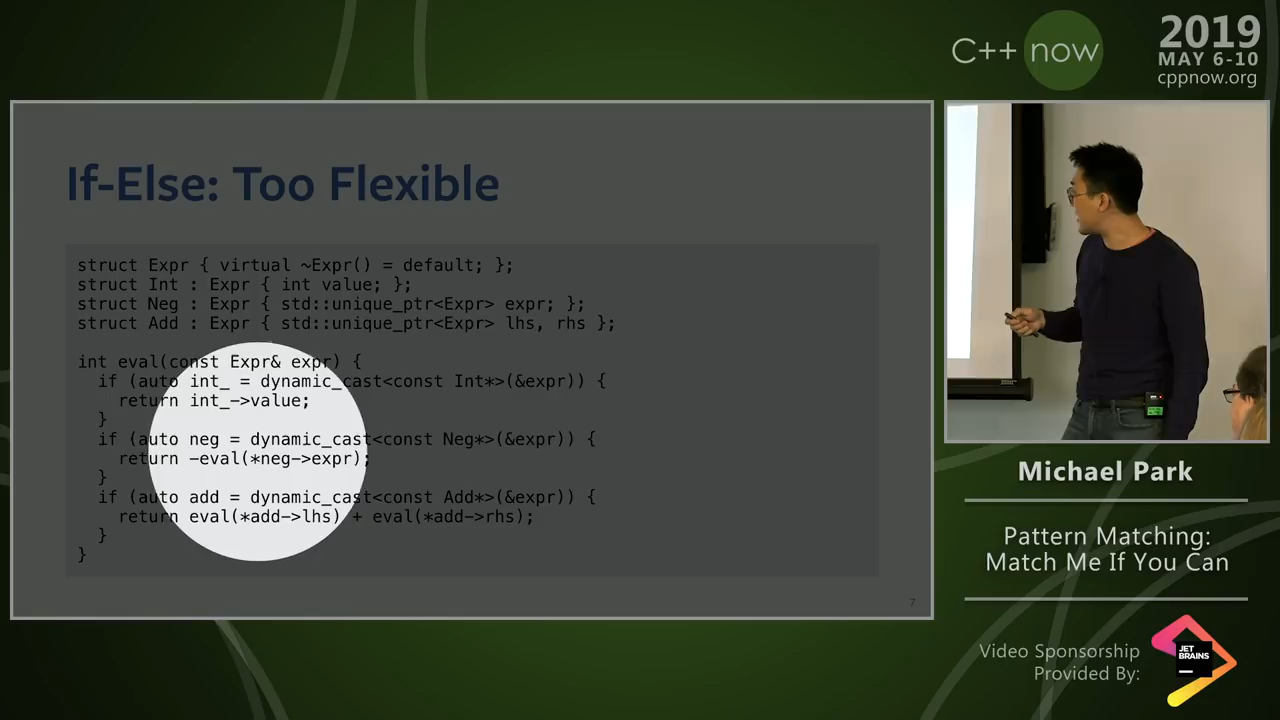 C++ now
2019
MAY 6-10
cppnow.org
If-Else: Too Flexible
struct Expr { virtual ~Expr() = default; };
struct Int : Expr { int value; };
struct Neg : Expr { std::unique_ptr<Expr> expr; };
struct Add : Expr { std::unique_ptr<Expr> lhs, rhs };
int eval(const Expr& expr) {
  if (auto int_ = dynamic_cast<const Int*>(&expr)) {
    return int_->value;
  }
  if (auto neg = dynamic_cast<const Neg*>(&expr)) {
    return -eval(*neg->expr);
  }
  if (auto add = dynamic_cast<const Add*>(&expr)) {
    return eval(*add->lhs) + eval(*add->rhs);
  }
}
7
Michael Park
Pattern Matching:
Match Me If You Can
Video Sponsorship
Provided By:
JET
BRAINS